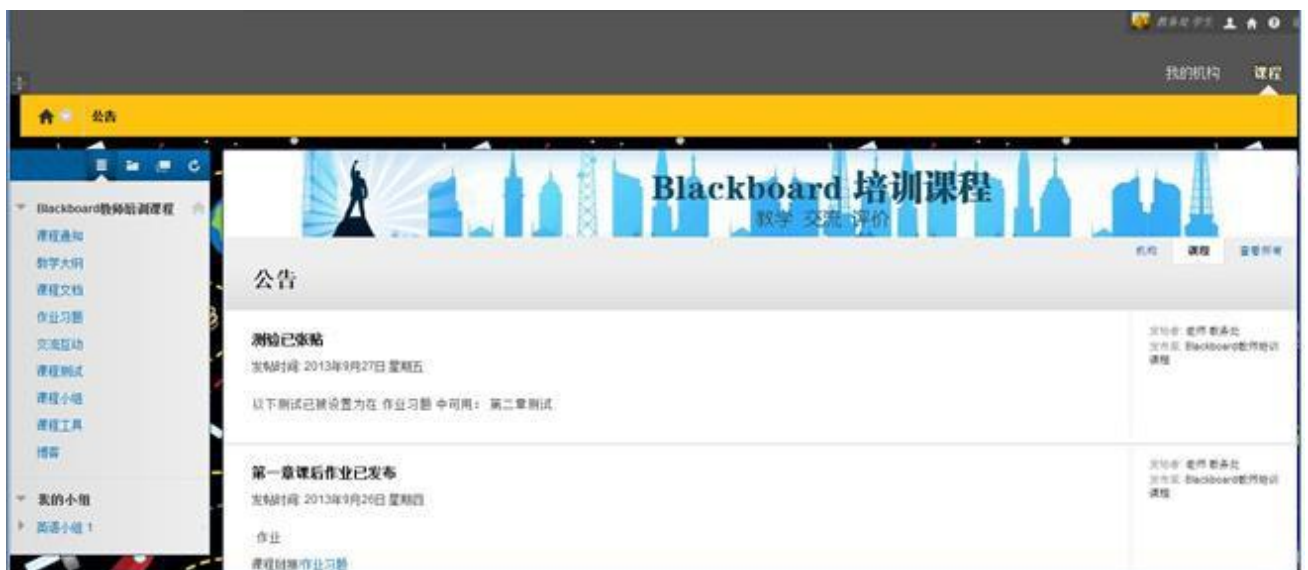 教务处 学生
我的机构 课程
公告
Blackboard教师培训课程
课程通知
教学大纲
课程文档
作业习题
交流互动
课程测试
课程小组
课程工具
博客
我的小组
英语小组 1
Blackboard 培训课程
教学 交流 评价
机构 课程 查看所有
公告
测验已张贴
发帖时间: 2013年9月27日 星期五
以下测试已被设置为在 作业习题 中可用: 第二章测试
发帖者: 老师 教务处
发布至: Blackboard教师培训
课程
第一章课后作业已发布
发帖时间: 2013年9月26日 星期四
作业
课程链接/作业习题
发帖者: 老师 教务处
发布至: Blackboard教师培训
课程